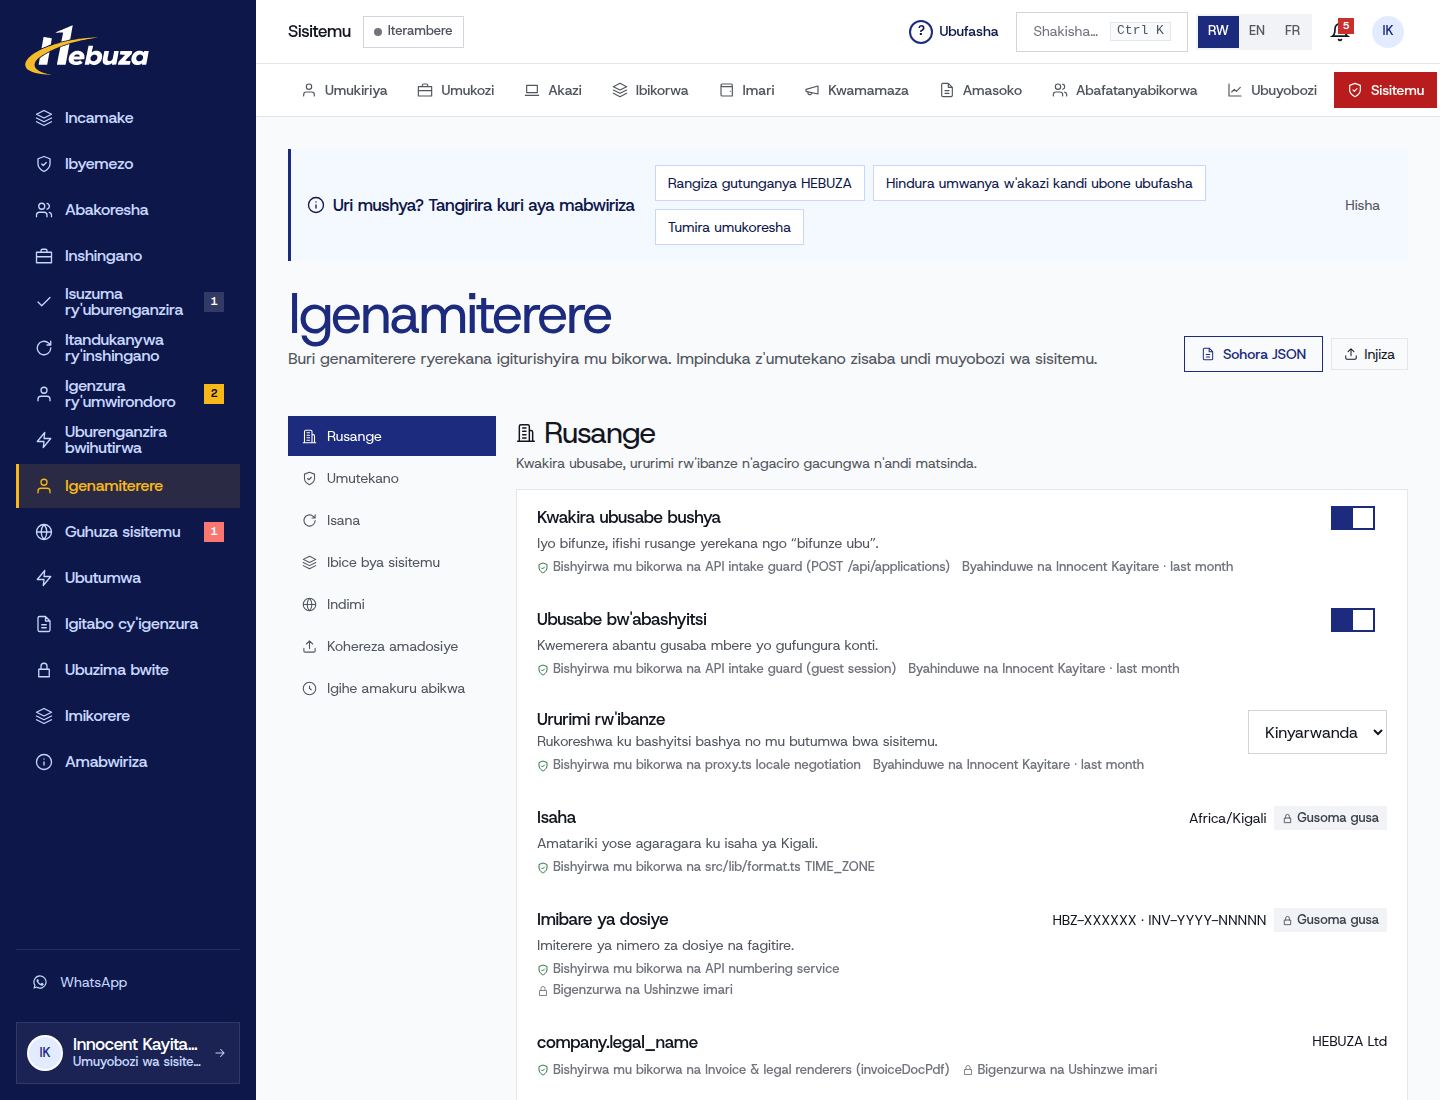 Hebuza
Incamake
Ibyemezo
Abakoresha
Inshingano
Isuzuma
ry'uburenganzira
1
Itandukanywa
ry'inshingano
Igenzura
ry'umwirondoro
2
Uburenganzira
bwihutirwa
Igenamiterere
Guhuza sisitemu
1
Ubutumwa
Igitabo cy'igenzura
Ubuzima bwite
Imikorere
Amabwiriza
WhatsApp
IK
Innocent Kayita...
Umuyobozi wa sisite...
Sisitemu
Iterambere
? Ubufasha
Shakisha... Ctrl K
RW EN FR
5
IK
Umukiriya
Umukozi
Akazi
Ibikorwa
Imari
Kwamamaza
Amasoko
Abafatanyabikorwa
Ubuyobozi
Sisitemu
Uri mushya? Tangirira kuri aya mabwiriza
Rangiza gutunganya HEBUZA
Hindura umwanya w'akazi kandi ubone ubufasha
Tumira umukoresha
Hisha
Igenamiterere
Buri genamiterere ryerekana igiturishyira mu bikorwa. Impinduka z'umutekano zisaba undi muyobozi wa sisitemu.
Sohora JSON
Injiza
Rusange
Umutekano
Isana
Ibice bya sisitemu
Indimi
Kohereza amadosiye
Igihe amakuru abikwa
Rusange
Kwakira ubusabe, ururimi rw'ibanze n'agaciro gacungwa n'andi matsinda.
Kwakira ubusabe bushya
Iyo bifunze, ifishi rusange yerekana ngo “bifunze ubu”.
Bishyirwa mu bikorwa na API intake guard (POST /api/applications) Byahinduwe na Innocent Kayitare · last month
Ubusabe bw'abashyitsi
Kwemerera abantu gusaba mbere yo gufungura konti.
Bishyirwa mu bikorwa na API intake guard (guest session) Byahinduwe na Innocent Kayitare · last month
Ururimi rw'ibanze
Rukoreshwa ku bashyitsi bashya no mu butumwa bwa sisitemu.
Bishyirwa mu bikorwa na proxy.ts locale negotiation Byahinduwe na Innocent Kayitare · last month
Kinyarwanda
Isaha
Amatariki yose agaragara ku isaha ya Kigali.
Bishyirwa mu bikorwa na src/lib/format.ts TIME_ZONE
Africa/Kigali Gusoma gusa
Imibare ya dosiye
Imiterere ya nimero za dosiye na fagitire.
Bishyirwa mu bikorwa na API numbering service
Bigenzurwa na Ushinzwe imari
HBZ-XXXXXX · INV-YYYY-NNNNN Gusoma gusa
company.legal_name
Bishyirwa mu bikorwa na Invoice & legal renderers (invoiceDocPdf) Bigenzurwa na Ushinzwe imari
HEBUZA Ltd